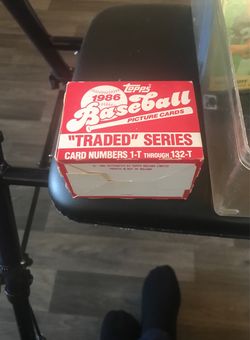 Topps
1986
Baseball
PICTURE CARDS
"TRADED" SERIES
CARD NUMBERS 1-T THROUGH 132-T